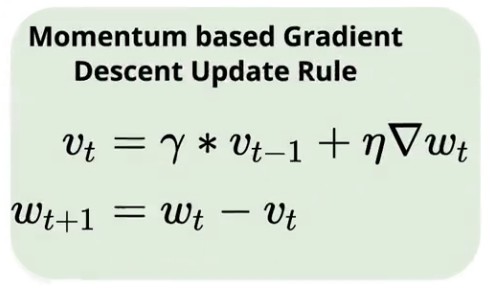 Momentum based Gradient
Descent Update Rule
v_t = γ * v_{t−1} + η∇w_t
w_{t+1} = w_t − v_t